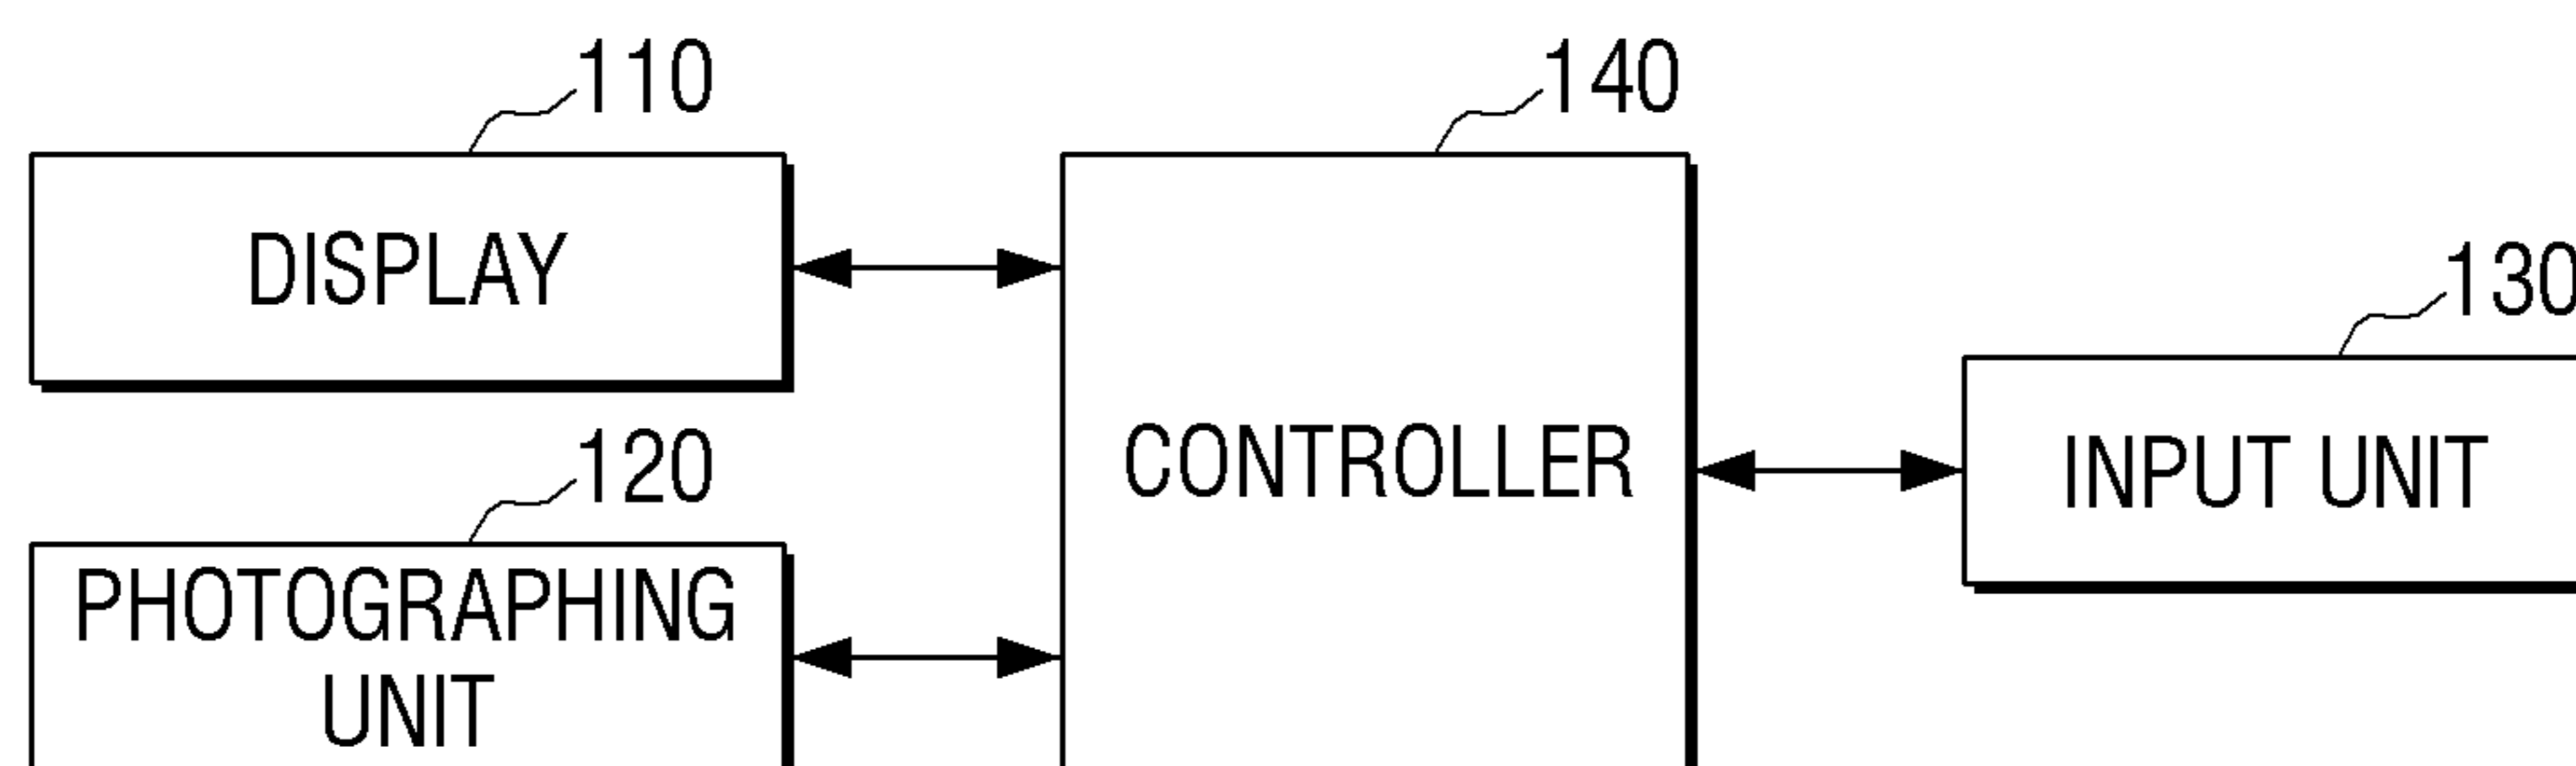 110
DISPLAY
120
PHOTOGRAPHING
UNIT
140
CONTROLLER
130
INPUT UNIT